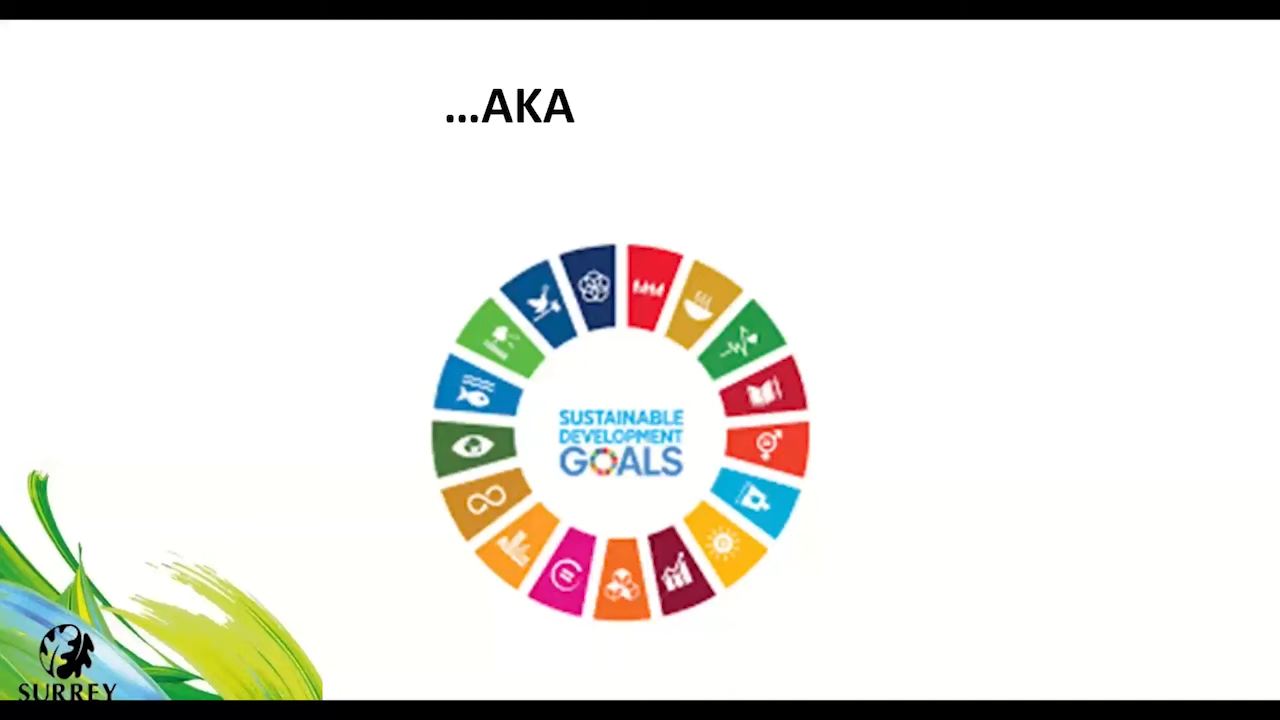 ...AKA
SUSTAINABLE
DEVELOPMENT
GOALS
SURREY